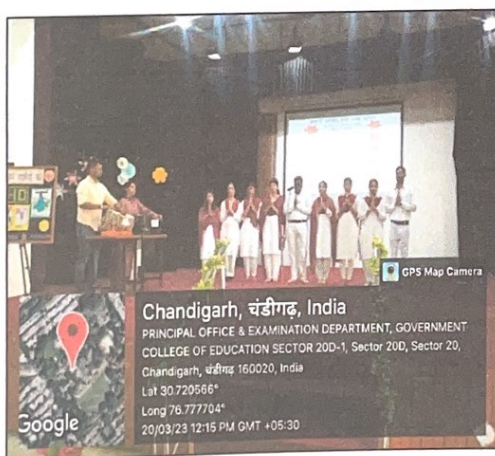 GPS Map Camera
Chandigarh, चंडीगढ़, India
PRINCIPAL OFFICE & EXAMINATION DEPARTMENT, GOVERNMENT
COLLEGE OF EDUCATION SECTOR 20D-1, Sector 20D, Sector 20,
Chandigarh, चंडीगढ़ 160020, India
Lat 30.720566°
Long 76.777704°
20/03/23 12:15 PM GMT +05:30
Google